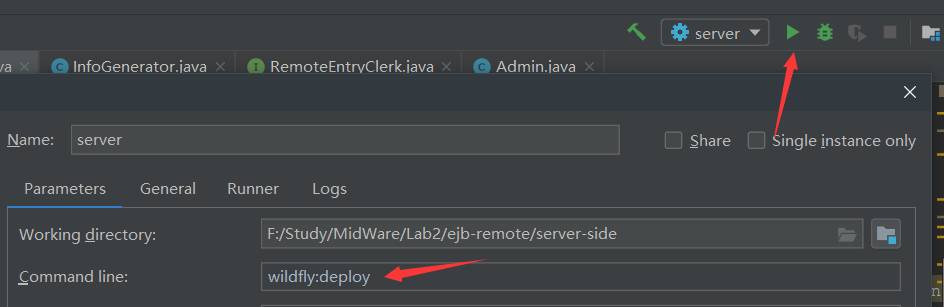 server
va InfoGenerator.java RemoteEntryClerk.java Admin.java
Name: server Share Single instance only
Parameters General Runner Logs
Working directory: F:/Study/MidWare/Lab2/ejb-remote/server-side
Command line: wildfly:deploy
n